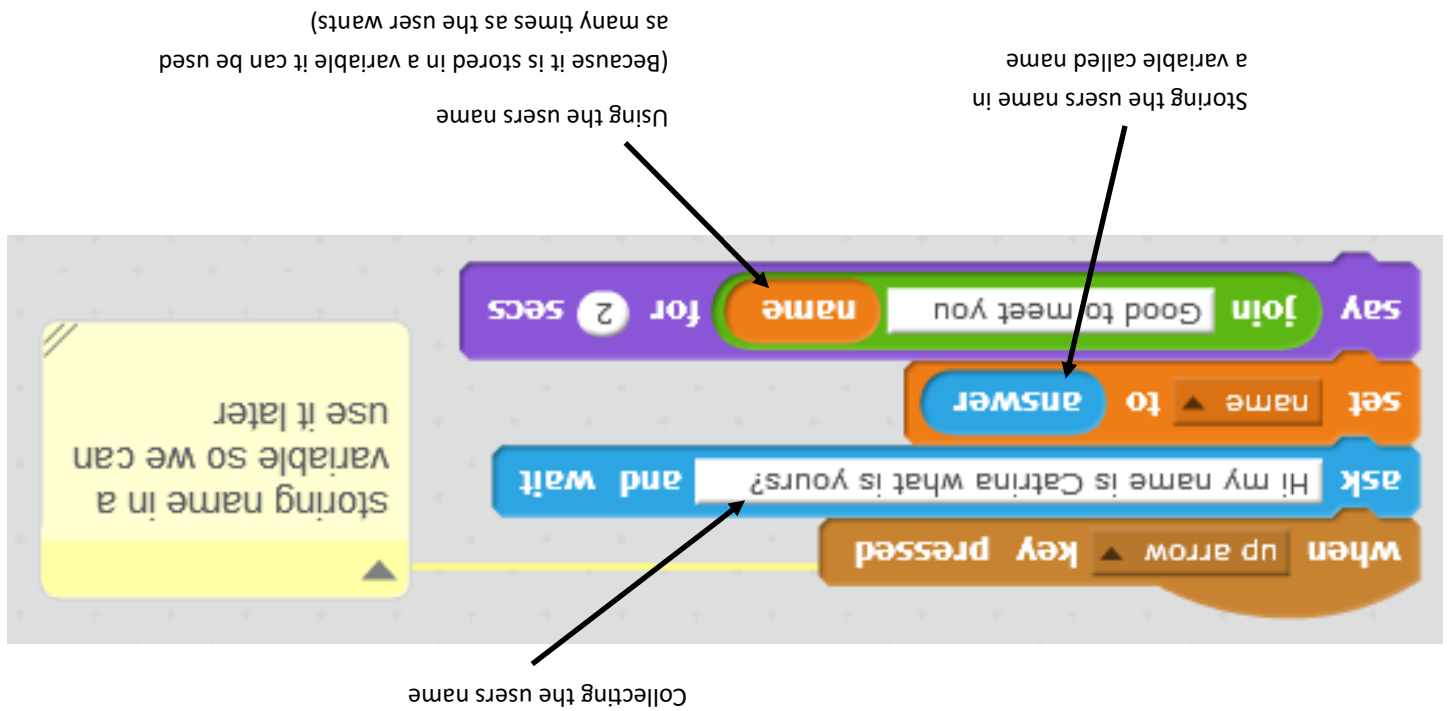 Collecting the users name
when up arrow key pressed
ask Hi my name is Catrina what is yours? and wait
set name to answer
say join Good to meet you name for 2 secs
storing name in a
variable so we can
use it later
Storing the users name in
a variable called name
Using the users name
(Because it is stored in a variable it can be used
as many times as the user wants)